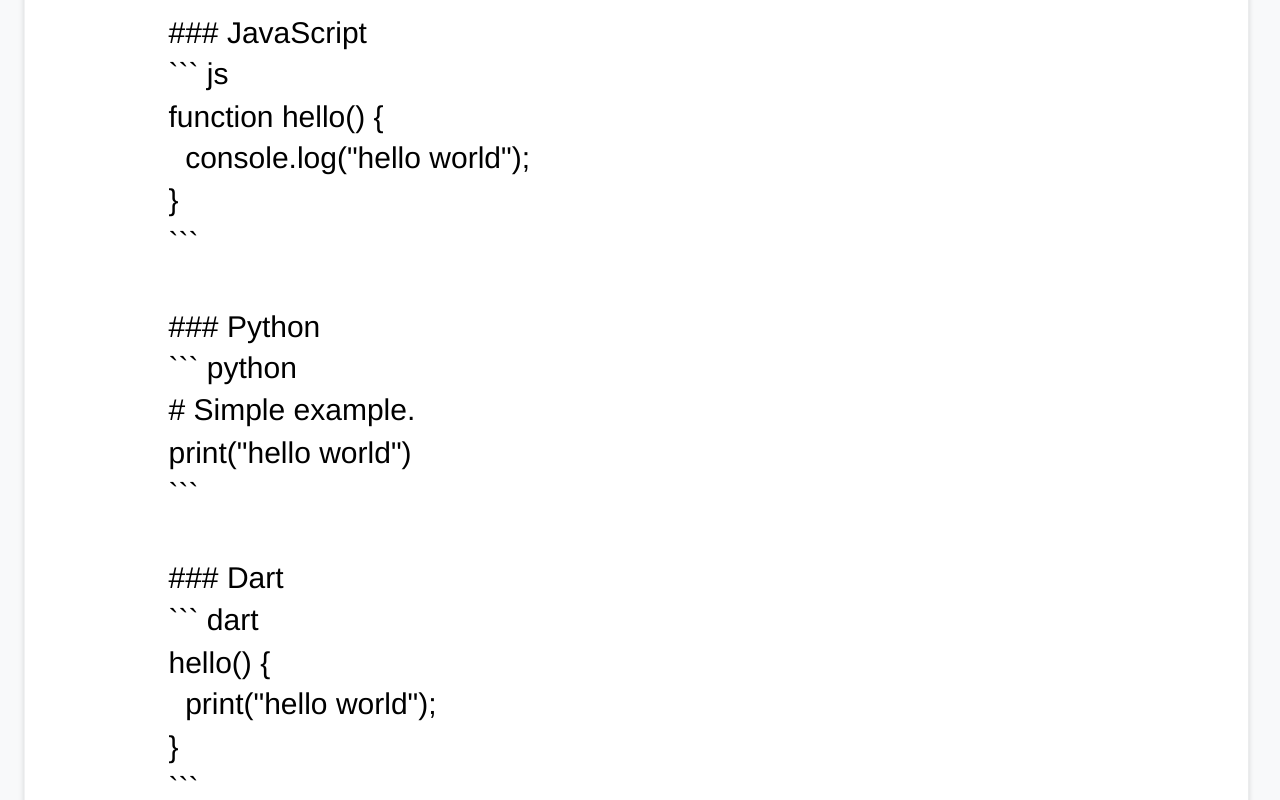 ### JavaScript
``` js
function hello() {
  console.log("hello world");
}
```

### Python
``` python
# Simple example.
print("hello world")
```

### Dart
``` dart
hello() {
  print("hello world");
}
```